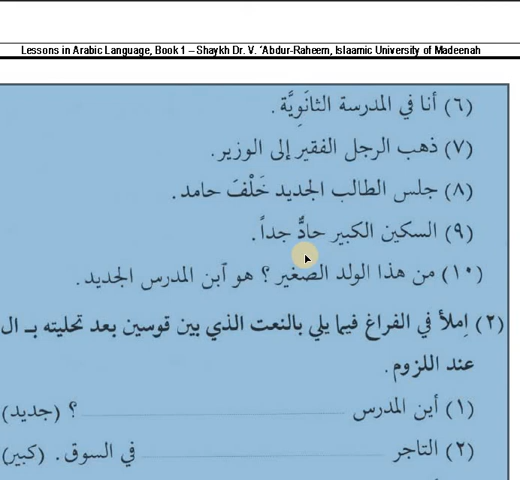 Lessons in Arabic Language, Book 1 – Shaykh Dr. V. ‘Abdur-Raheem, Islaamic University of Madeenah
(٦) أنا في المدرسة الثانَوِيَّة .
(٧) ذهب الرجل الفقير إلى الوزير .
(٨) جلس الطالب الجديد خَلْفَ حامد .
(٩) السكين الكبير حادٌّ جداً .
(١٠) من هذا الولد الصغير ؟ هو آبن المدرس الجديد .
(٢) اِملأ في الفراغ فيما يلي بالنعت الذي بين قوسين بعد تحليته بـ ال
عند اللزوم .
(١) أين المدرس ____________ ؟ (جديد)
(٢) التاجر ____________ في السوق . (كبير)